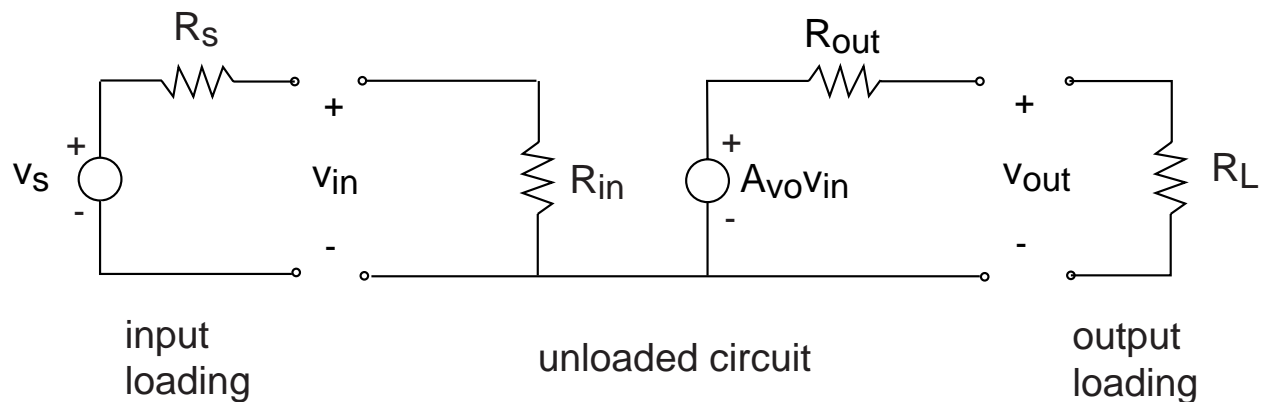 Rs
Rout
+
+
+
+
vs
vin
Rin
Avovin
vout
RL
-
-
-
-
input
loading
unloaded circuit
output
loading